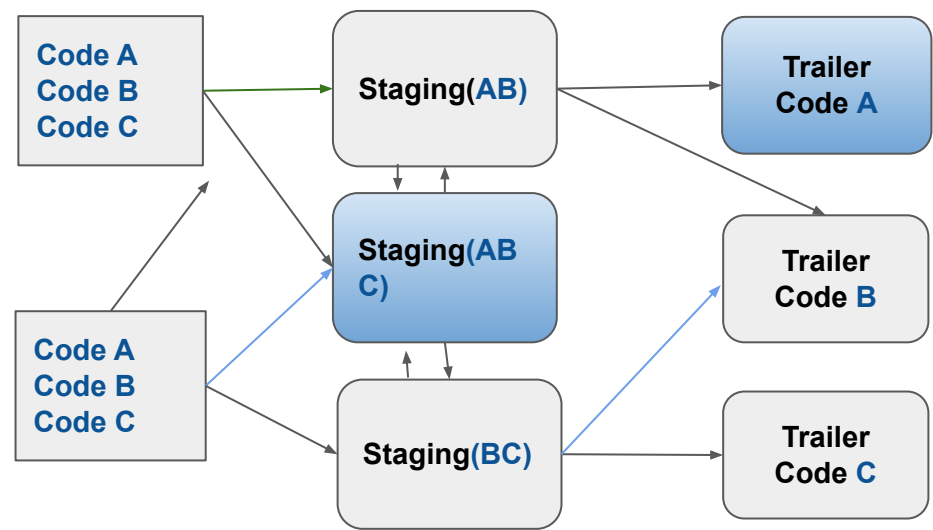 Code A
Code B
Code C
Staging(AB)
Trailer
Code A
Staging(AB
C)
Trailer
Code B
Code A
Code B
Code C
Staging(BC)
Trailer
Code C